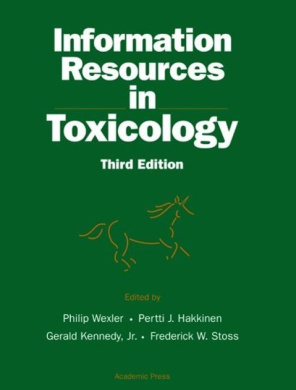 Information
Resources
in
Toxicology
Third Edition
Edited by
Philip Wexler • Pertti J. Hakkinen
Gerald Kennedy, Jr. • Frederick W. Stoss
Academic Press